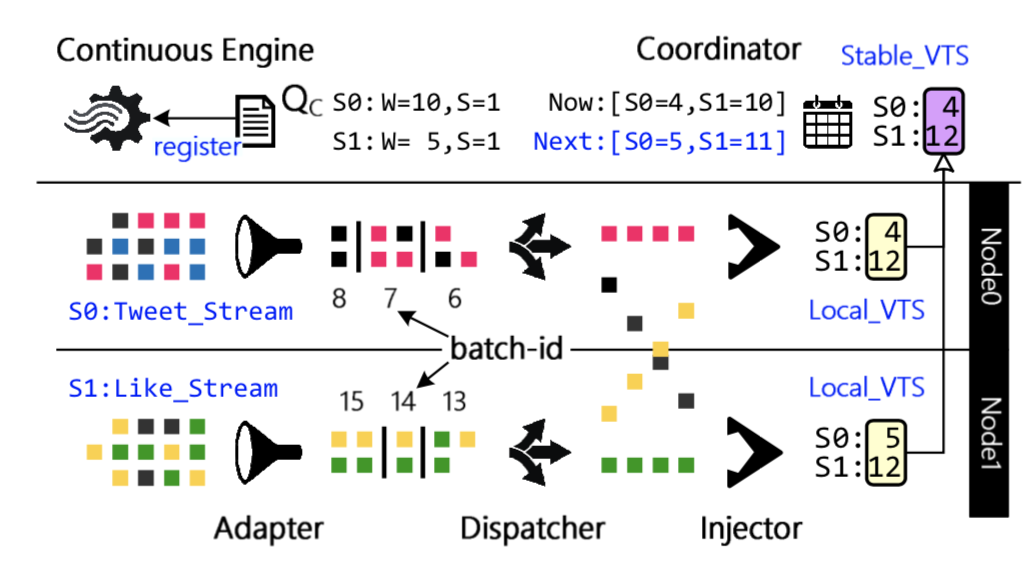 Continuous Engine
Coordinator
Stable_VTS
register
QC
S0: W=10,S=1
S1: W= 5,S=1
Now:[S0=4,S1=10]
Next:[S0=5,S1=11]
S0: 4
S1:12
S0:Tweet_Stream
8 7 6
S0: 4
S1:12
Local_VTS
Node0
batch-id
S1:Like_Stream
15 14 13
Local_VTS
S0: 5
S1:12
Node1
Adapter
Dispatcher
Injector